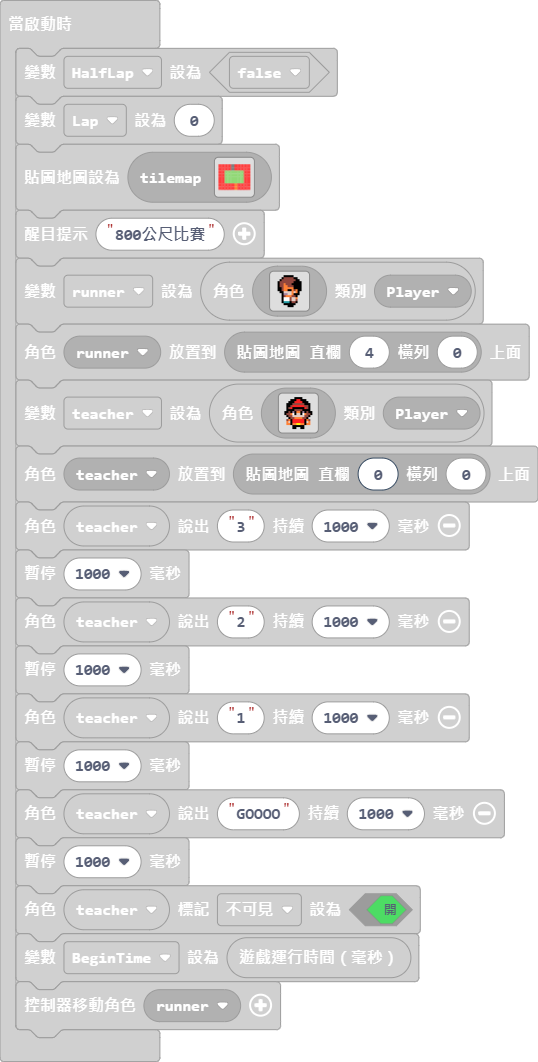 當啟動時
變數 HalfLap 設為 false
變數 Lap 設為 0
貼圖地圖設為 tilemap
醒目提示 "800公尺比賽"
變數 runner 設為 角色 類別 Player
角色 runner 放置到 貼圖地圖 直欄 4 橫列 0 上面
變數 teacher 設為 角色 類別 Player
角色 teacher 放置到 貼圖地圖 直欄 0 橫列 0 上面
角色 teacher 說出 "3" 持續 1000 毫秒
暫停 1000 毫秒
角色 teacher 說出 "2" 持續 1000 毫秒
暫停 1000 毫秒
角色 teacher 說出 "1" 持續 1000 毫秒
暫停 1000 毫秒
角色 teacher 說出 "GOOOO" 持續 1000 毫秒
暫停 1000 毫秒
角色 teacher 標記 不可見 設為 開
變數 BeginTime 設為 遊戲運行時間(毫秒)
控制器移動角色 runner